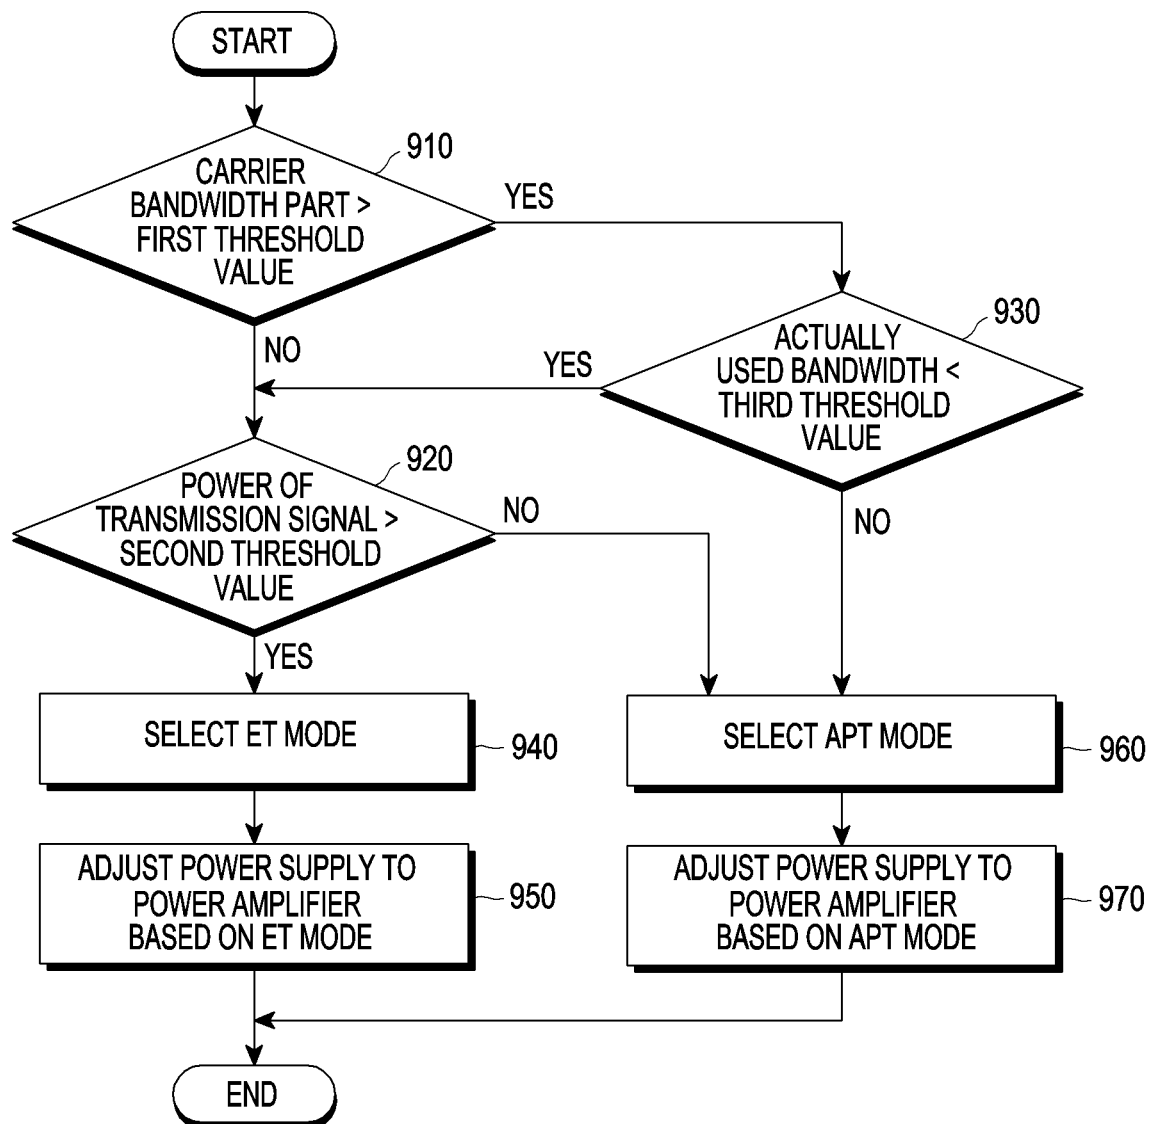 START
CARRIER
BANDWIDTH PART >
FIRST THRESHOLD
VALUE
910
YES
NO
ACTUALLY
USED BANDWIDTH <
THIRD THRESHOLD
VALUE
930
YES
NO
POWER OF
TRANSMISSION SIGNAL >
SECOND THRESHOLD
VALUE
920
NO
YES
SELECT ET MODE
940
SELECT APT MODE
960
ADJUST POWER SUPPLY TO
POWER AMPLIFIER
BASED ON ET MODE
950
ADJUST POWER SUPPLY TO
POWER AMPLIFIER
BASED ON APT MODE
970
END